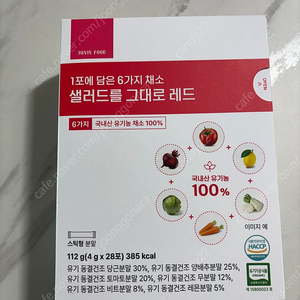 JUVIS FOOD
1포에 담은 6가지 채소
샐러드를 그대로 레드
OPEN
6가지 국내산 유기농 채소 100%
국내산 유기농
100%
이미지 예
스틱형 분말
HACCP
112 g(4 g x 28포) 385 kcal
유기 동결건조 당근분말 30%, 유기 동결건조 양배추분말 25%,
유기 동결건조 토마토분말 20%, 유기 동결건조 무분말 12%,
유기 동결건조 비트분말 8%, 유기 동결건조 레몬분말 5%